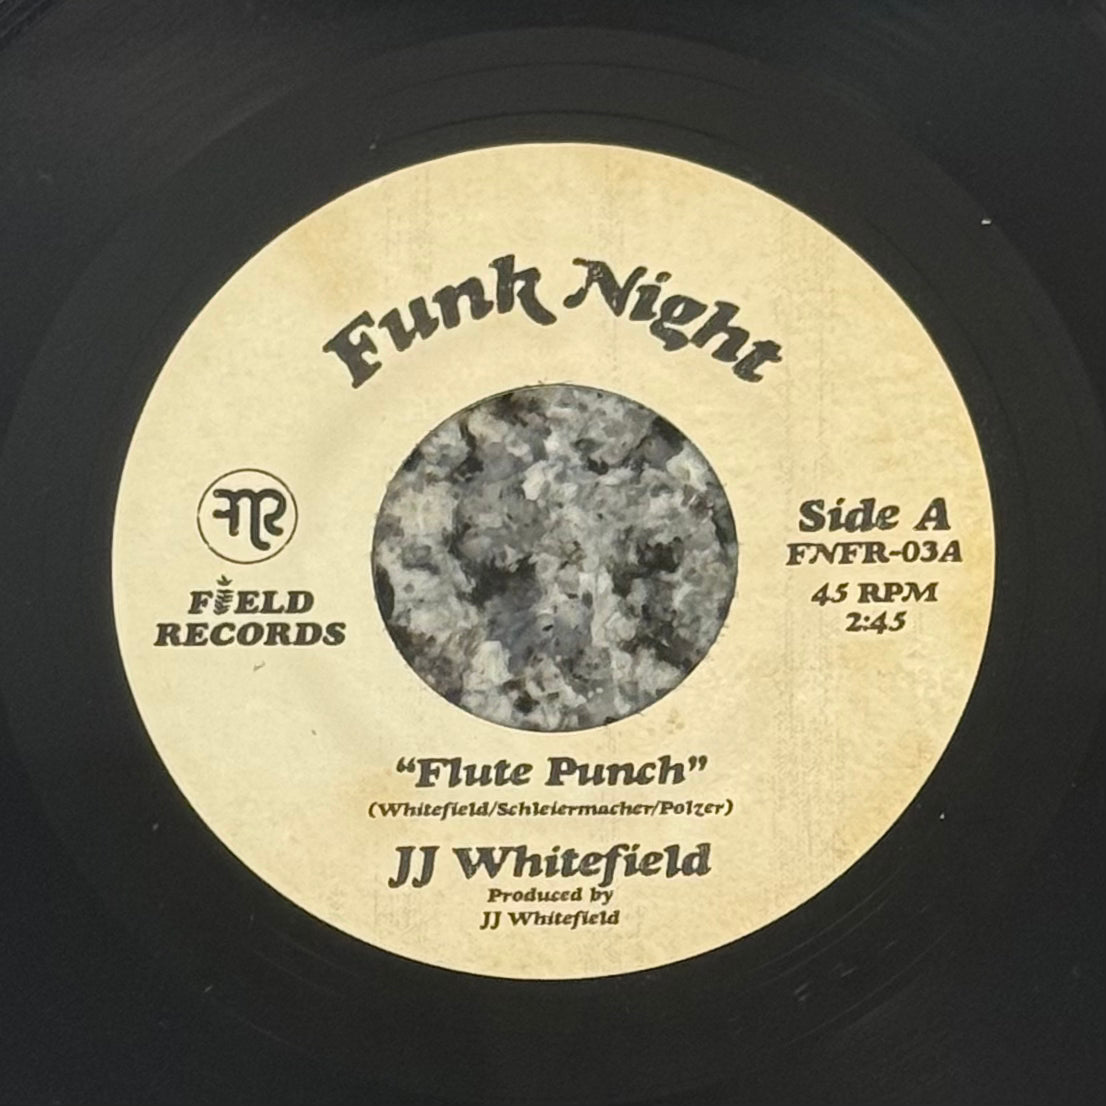 Funk Night
FIELD
RECORDS
Side A
FNFR-03A
45 RPM
2:45
“Flute Punch”
(Whitefield/Schleiermacher/Polzer)
JJ Whitefield
Produced by
JJ Whitefield